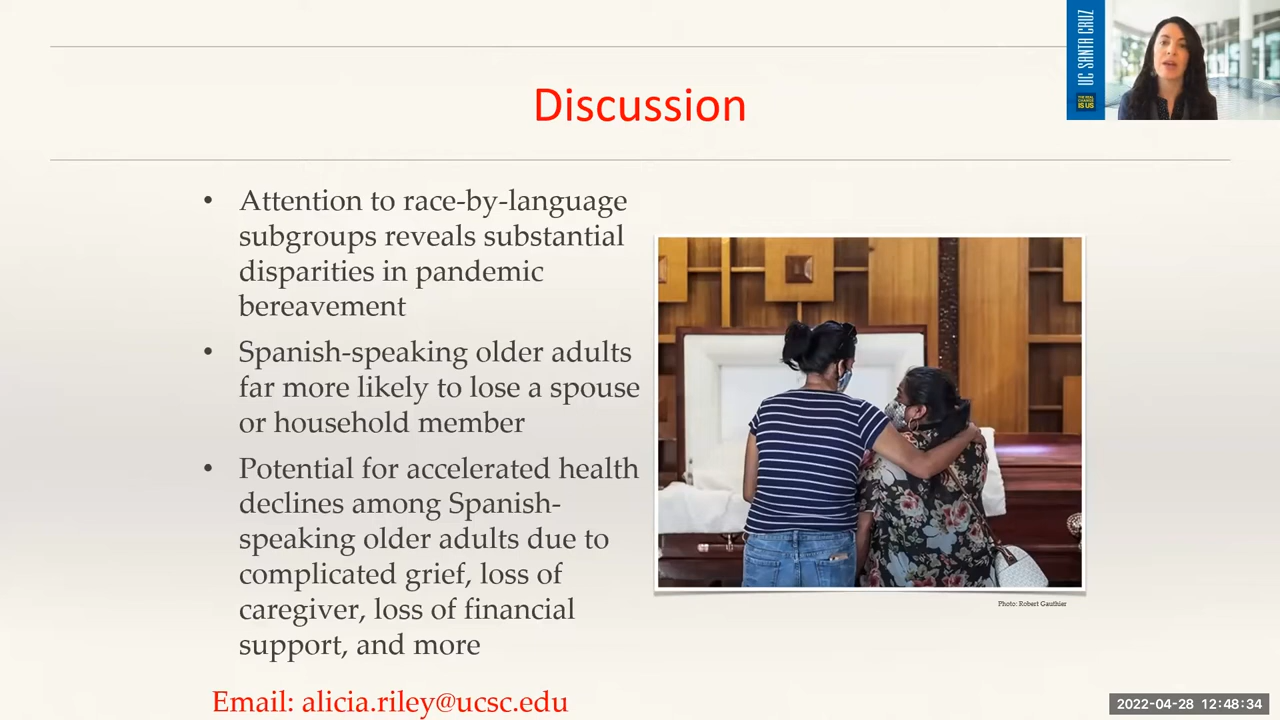 UC SANTA CRUZ
IS US
Discussion
• Attention to race-by-language
subgroups reveals substantial
disparities in pandemic
bereavement
• Spanish-speaking older adults
far more likely to lose a spouse
or household member
• Potential for accelerated health
declines among Spanish-
speaking older adults due to
complicated grief, loss of
caregiver, loss of financial
support, and more
Photo: Robert Gauthier
Email: alicia.riley@ucsc.edu
2022-04-28 12:48:34